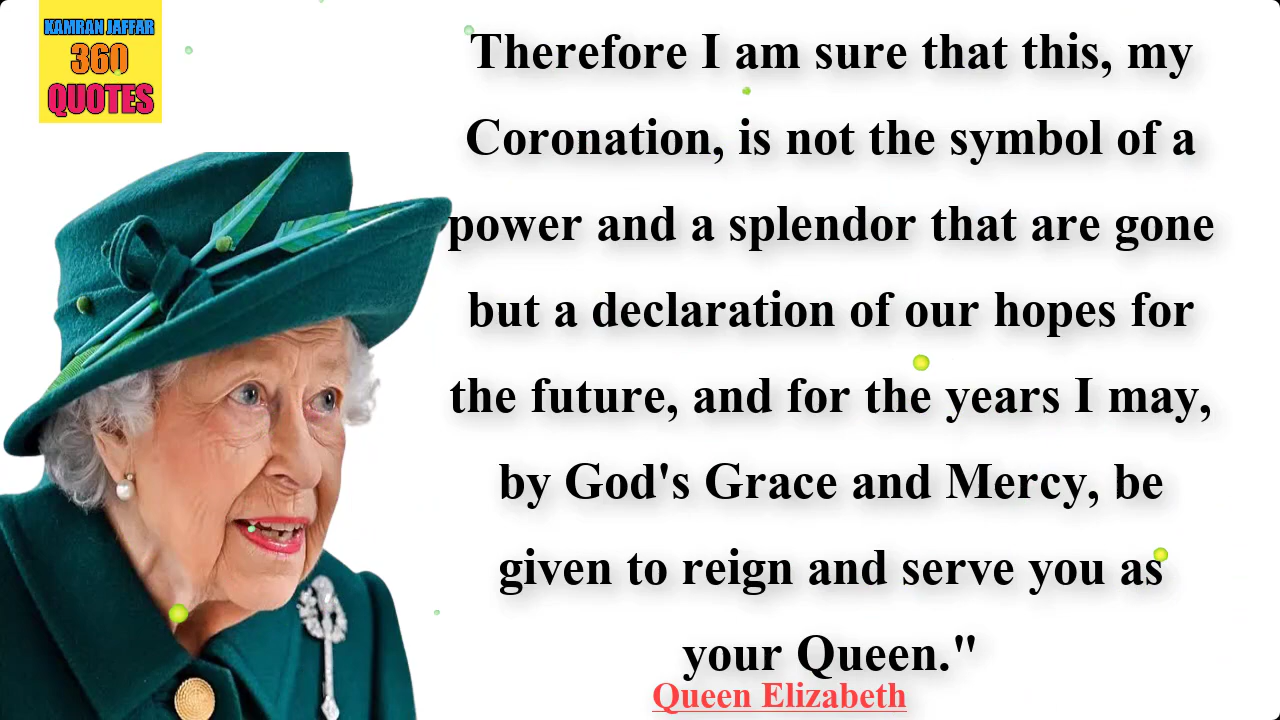 KAMRAN JAFFAR
360
QUOTES
Therefore I am sure that this, my
Coronation, is not the symbol of a
power and a splendor that are gone
but a declaration of our hopes for
the future, and for the years I may,
by God's Grace and Mercy, be
given to reign and serve you as
your Queen."
Queen Elizabeth